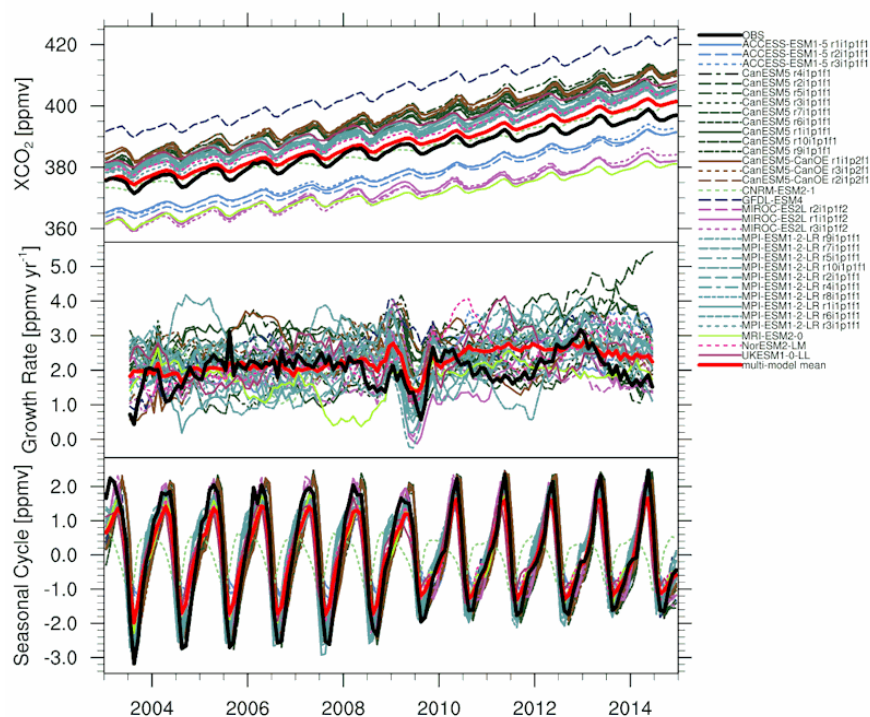 XCO₂ [ppmv]
420
400
380
360
Growth Rate [ppmv yr⁻¹]
5.0
4.0
3.0
2.0
1.0
0.0
Seasonal Cycle [ppmv]
2.0
1.0
0.0
-1.0
-2.0
-3.0
2004 2006 2008 2010 2012 2014
OBS
ACCESS-ESM1-5 r1i1p1f1
ACCESS-ESM1-5 r2i1p1f1
ACCESS-ESM1-5 r3i1p1f1
CanESM5 r4i1p1f1
CanESM5 r2i1p1f1
CanESM5 r5i1p1f1
CanESM5 r3i1p1f1
CanESM5 r7i1p1f1
CanESM5 r6i1p1f1
CanESM5 r1i1p1f1
CanESM5 r10i1p1f1
CanESM5 r9i1p1f1
CanESM5-CanOE r1i1p2f1
CanESM5-CanOE r3i1p2f1
CanESM5-CanOE r2i1p2f1
CNRM-ESM2-1
GFDL-ESM4
MIROC-ES2L r2i1p1f2
MIROC-ES2L r1i1p1f2
MIROC-ES2L r3i1p1f2
MPI-ESM1-2-LR r9i1p1f1
MPI-ESM1-2-LR r7i1p1f1
MPI-ESM1-2-LR r5i1p1f1
MPI-ESM1-2-LR r10i1p1f1
MPI-ESM1-2-LR r2i1p1f1
MPI-ESM1-2-LR r4i1p1f1
MPI-ESM1-2-LR r8i1p1f1
MPI-ESM1-2-LR r1i1p1f1
MPI-ESM1-2-LR r6i1p1f1
MPI-ESM1-2-LR r3i1p1f1
MRI-ESM2-0
NorESM2-LM
UKESM1-0-LL
multi-model mean